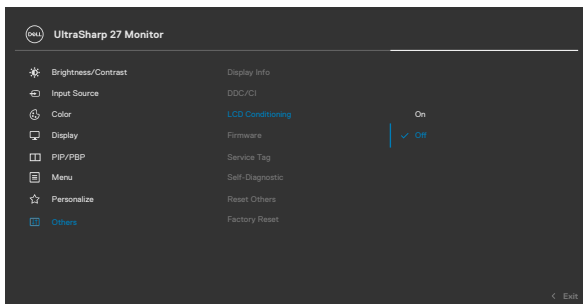 DELL UltraSharp 27 Monitor
Brightness/Contrast Display Info
Input Source DDC/CI
Color LCD Conditioning On
Display Firmware Off
PIP/PBP Service Tag
Menu Self-Diagnostic
Personalize Reset Others
Others Factory Reset
Exit